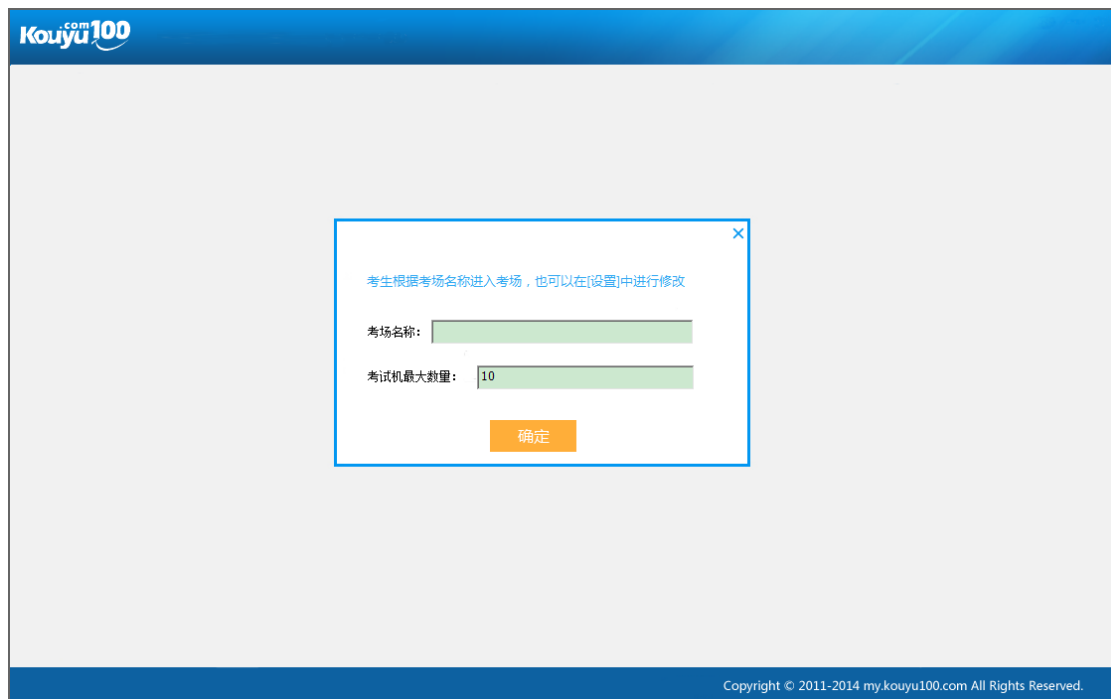 Kouyu100
.com
×
考生根据考场名称进入考场，也可以在[设置]中进行修改
考场名称：
考试机最大数量： 10
确定
Copyright © 2011-2014 my.kouyu100.com All Rights Reserved.